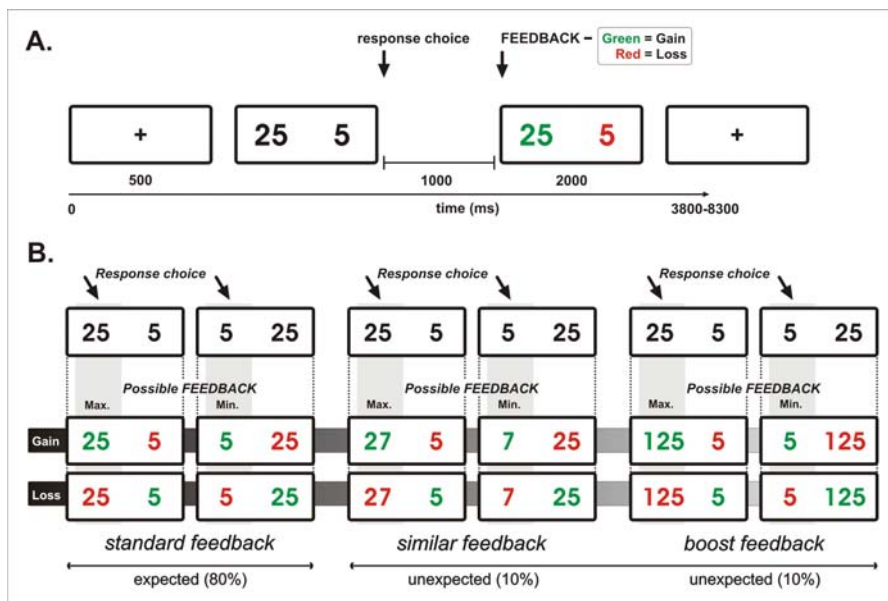 A.
response choice
FEEDBACK – Green = Gain
Red = Loss
+ 25 5 25 5 +
500 1000 2000
0 time (ms) 3800-8300
B.
Response choice Response choice Response choice
25 5 5 25 25 5 5 25 25 5 5 25
Possible FEEDBACK Possible FEEDBACK Possible FEEDBACK
Max. Min. Max. Min. Max. Min.
Gain 25 5 5 25 27 5 7 25 125 5 5 125
Loss 25 5 5 25 27 5 7 25 125 5 5 125
standard feedback similar feedback boost feedback
expected (80%) unexpected (10%) unexpected (10%)